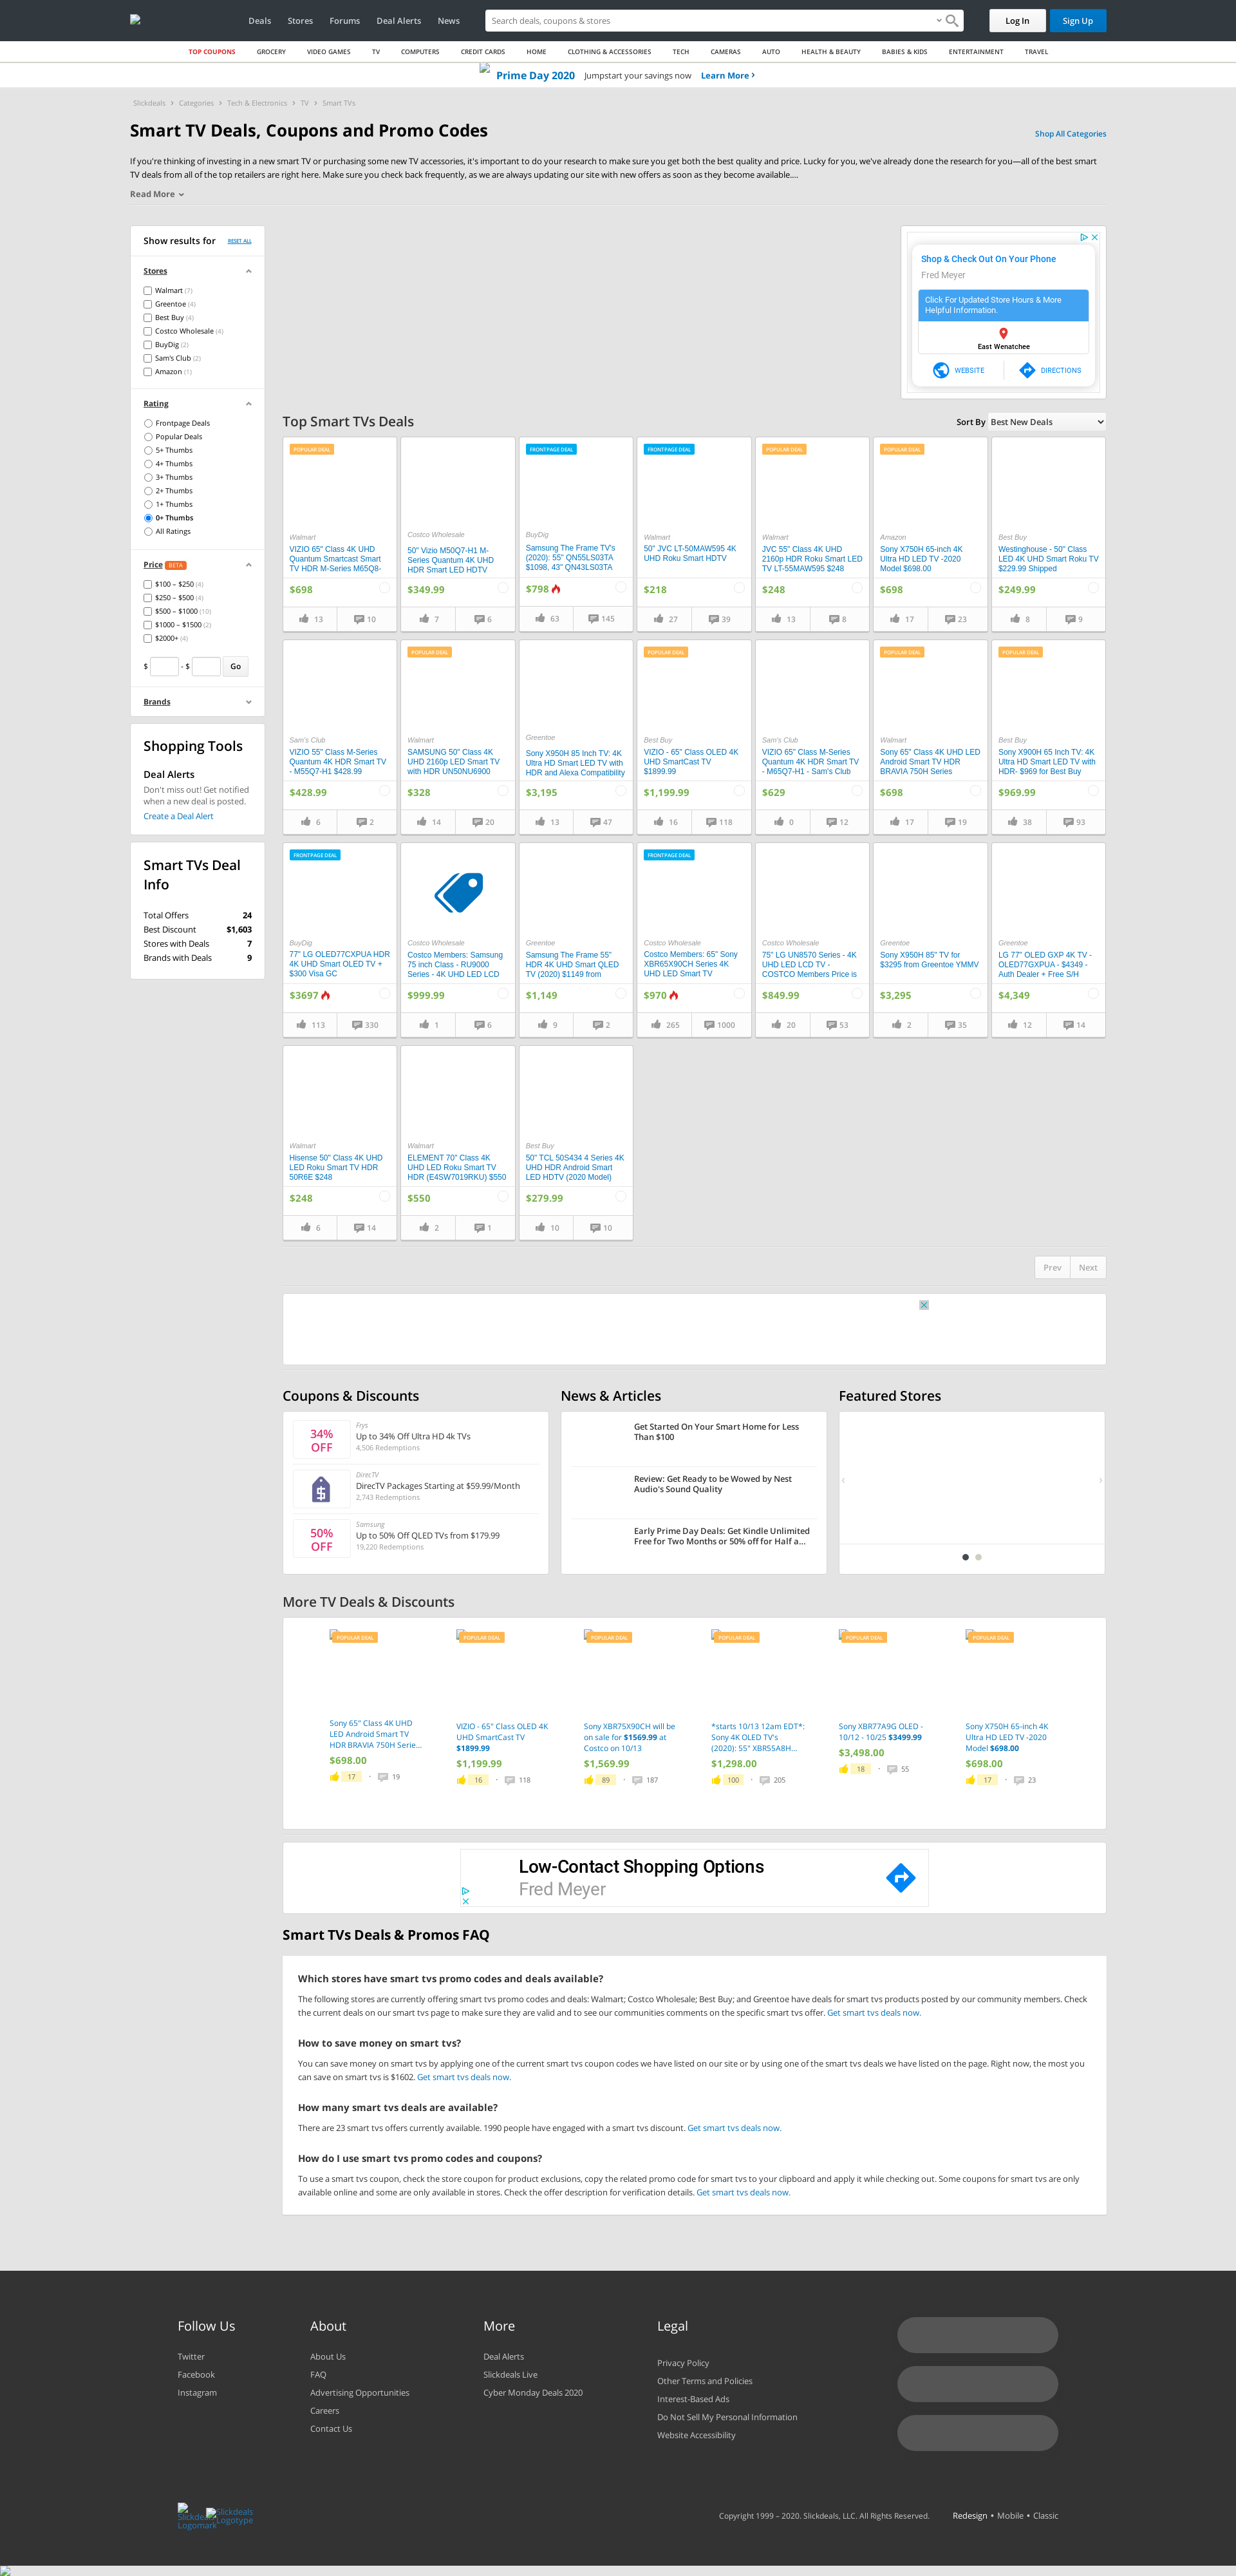 Deals
Stores
Forums
Deal Alerts
News
Search deals, coupons & stores
Log In
Sign Up
TOP COUPONS
GROCERY
VIDEO GAMES
TV
COMPUTERS
CREDIT CARDS
HOME
CLOTHING & ACCESSORIES
TECH
CAMERAS
AUTO
HEALTH & BEAUTY
BABIES & KIDS
ENTERTAINMENT
TRAVEL
Prime Day 2020 Jumpstart your savings now Learn More
Slickdeals > Categories > Tech & Electronics > TV > Smart TVs
Smart TV Deals, Coupons and Promo Codes
Shop All Categories
If you're thinking of investing in a new smart TV or purchasing some new TV accessories, it's important to do your research to make sure you get both the best quality and price. Lucky for you, we've already done the research for you—all of the best smart
TV deals from all of the top retailers are right here. Make sure you check back frequently, as we are always updating our site with new offers as soon as they become available....
Read More
Show results for
RESET ALL
Stores
Walmart (7)
Greentoe (4)
Best Buy (4)
Costco Wholesale (4)
BuyDig (2)
Sam's Club (2)
Amazon (1)
Rating
Frontpage Deals
Popular Deals
5+ Thumbs
4+ Thumbs
3+ Thumbs
2+ Thumbs
1+ Thumbs
0+ Thumbs
All Ratings
Price BETA
$100 – $250 (4)
$250 – $500 (4)
$500 – $1000 (10)
$1000 – $1500 (2)
$2000+ (4)
$ - $ Go
Brands
Shopping Tools
Deal Alerts
Don't miss out! Get notified
when a new deal is posted.
Create a Deal Alert
Smart TVs Deal
Info
Total Offers 24
Best Discount $1,603
Stores with Deals 7
Brands with Deals 9
Shop & Check Out On Your Phone
Fred Meyer
Click For Updated Store Hours & More
Helpful Information.
East Wenatchee
WEBSITE
DIRECTIONS
Top Smart TVs Deals
Sort By Best New Deals
POPULAR DEAL
Walmart
VIZIO 65" Class 4K UHD
Quantum Smartcast Smart
TV HDR M-Series M65Q8-
$698
13 10
Costco Wholesale
50" Vizio M50Q7-H1 M-
Series Quantum 4K UHD
HDR Smart LED HDTV
$349.99
7 6
FRONTPAGE DEAL
BuyDig
Samsung The Frame TV's
(2020): 55" QN55LS03TA
$1098, 43" QN43LS03TA
$798
63 145
FRONTPAGE DEAL
Walmart
50" JVC LT-50MAW595 4K
UHD Roku Smart HDTV
$218
27 39
POPULAR DEAL
Walmart
JVC 55" Class 4K UHD
2160p HDR Roku Smart LED
TV LT-55MAW595 $248
$248
13 8
POPULAR DEAL
Amazon
Sony X750H 65-inch 4K
Ultra HD LED TV -2020
Model $698.00
$698
17 23
Best Buy
Westinghouse - 50" Class
LED 4K UHD Smart Roku TV
$229.99 Shipped
$249.99
8 9
Sam's Club
VIZIO 55" Class M-Series
Quantum 4K HDR Smart TV
- M55Q7-H1 $428.99
$428.99
6 2
POPULAR DEAL
Walmart
SAMSUNG 50" Class 4K
UHD 2160p LED Smart TV
with HDR UN50NU6900
$328
14 20
Greentoe
Sony X950H 85 Inch TV: 4K
Ultra HD Smart LED TV with
HDR and Alexa Compatibility
$3,195
13 47
POPULAR DEAL
Best Buy
VIZIO - 65" Class OLED 4K
UHD SmartCast TV
$1899.99
$1,199.99
16 118
Sam's Club
VIZIO 65" Class M-Series
Quantum 4K HDR Smart TV
- M65Q7-H1 - Sam's Club
$629
0 12
POPULAR DEAL
Walmart
Sony 65" Class 4K UHD LED
Android Smart TV HDR
BRAVIA 750H Series
$698
17 19
POPULAR DEAL
Best Buy
Sony X900H 65 Inch TV: 4K
Ultra HD Smart LED TV with
HDR- $969 for Best Buy
$969.99
38 93
FRONTPAGE DEAL
BuyDig
77" LG OLED77CXPUA HDR
4K UHD Smart OLED TV +
$300 Visa GC
$3697
113 330
Costco Wholesale
Costco Members: Samsung
75 inch Class - RU9000
Series - 4K UHD LED LCD
$999.99
1 6
Greentoe
Samsung The Frame 55"
HDR 4K UHD Smart QLED
TV (2020) $1149 from
$1,149
9 2
FRONTPAGE DEAL
Costco Wholesale
Costco Members: 65" Sony
XBR65X90CH Series 4K
UHD LED Smart TV
$970
265 1000
Costco Wholesale
75" LG UN8570 Series - 4K
UHD LED LCD TV -
COSTCO Members Price is
$849.99
20 53
Greentoe
Sony X950H 85" TV for
$3295 from Greentoe YMMV
$3,295
2 35
Greentoe
LG 77" OLED GXP 4K TV -
OLED77GXPUA - $4349 -
Auth Dealer + Free S/H
$4,349
12 14
Walmart
Hisense 50" Class 4K UHD
LED Roku Smart TV HDR
50R6E $248
$248
6 14
Walmart
ELEMENT 70" Class 4K
UHD LED Roku Smart TV
HDR (E4SW7019RKU) $550
$550
2 1
Best Buy
50" TCL 50S434 4 Series 4K
UHD HDR Android Smart
LED HDTV (2020 Model)
$279.99
10 10
Prev Next
Coupons & Discounts
34%
OFF
Frys
Up to 34% Off Ultra HD 4k TVs
4,506 Redemptions
DirecTV
DirecTV Packages Starting at $59.99/Month
2,743 Redemptions
50%
OFF
Samsung
Up to 50% Off QLED TVs from $179.99
19,220 Redemptions
News & Articles
Get Started On Your Smart Home for Less
Than $100
Review: Get Ready to be Wowed by Nest
Audio's Sound Quality
Early Prime Day Deals: Get Kindle Unlimited
Free for Two Months or 50% off for Half a...
Featured Stores
More TV Deals & Discounts
POPULAR DEAL
Sony 65" Class 4K UHD
LED Android Smart TV
HDR BRAVIA 750H Serie...
$698.00
17 · 19
POPULAR DEAL
VIZIO - 65" Class OLED 4K
UHD SmartCast TV
$1899.99
$1,199.99
16 · 118
POPULAR DEAL
Sony XBR75X90CH will be
on sale for $1569.99 at
Costco on 10/13
$1,569.99
89 · 187
POPULAR DEAL
*starts 10/13 12am EDT*:
Sony 4K OLED TV's
(2020): 55" XBR55A8H...
$1,298.00
100 · 205
POPULAR DEAL
Sony XBR77A9G OLED -
10/12 - 10/25 $3499.99
$3,498.00
18 · 55
POPULAR DEAL
Sony X750H 65-inch 4K
Ultra HD LED TV -2020
Model $698.00
$698.00
17 · 23
Low-Contact Shopping Options
Fred Meyer
Smart TVs Deals & Promos FAQ
Which stores have smart tvs promo codes and deals available?
The following stores are currently offering smart tvs promo codes and deals: Walmart; Costco Wholesale; Best Buy; and Greentoe have deals for smart tvs products posted by our community members. Check
the current deals on our smart tvs page to make sure they are valid and to see our communities comments on the specific smart tvs offer. Get smart tvs deals now.
How to save money on smart tvs?
You can save money on smart tvs by applying one of the current smart tvs coupon codes we have listed on our site or by using one of the smart tvs deals we have listed on the page. Right now, the most you
can save on smart tvs is $1602. Get smart tvs deals now.
How many smart tvs deals are available?
There are 23 smart tvs offers currently available. 1990 people have engaged with a smart tvs discount. Get smart tvs deals now.
How do I use smart tvs promo codes and coupons?
To use a smart tvs coupon, check the store coupon for product exclusions, copy the related promo code for smart tvs to your clipboard and apply it while checking out. Some coupons for smart tvs are only
available online and some are only available in stores. Check the offer description for verification details. Get smart tvs deals now.
Follow Us
Twitter
Facebook
Instagram
About
About Us
FAQ
Advertising Opportunities
Careers
Contact Us
More
Deal Alerts
Slickdeals Live
Cyber Monday Deals 2020
Legal
Privacy Policy
Other Terms and Policies
Interest-Based Ads
Do Not Sell My Personal Information
Website Accessibility
Slickdeals
Logomark
Slickdeals
Logotype
Copyright 1999 – 2020. Slickdeals, LLC. All Rights Reserved.
Redesign • Mobile • Classic